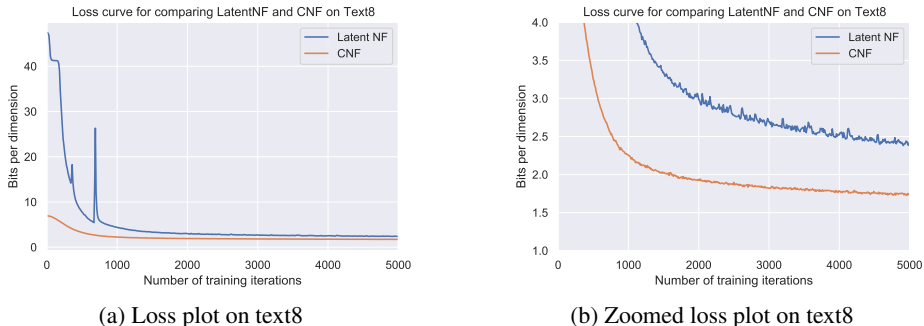 Loss curve for comparing LatentNF and CNF on Text8
Latent NF
CNF
Bits per dimension
40
30
20
10
0
0
1000
2000
3000
4000
5000
Number of training iterations
(a) Loss plot on text8
Loss curve for comparing LatentNF and CNF on Text8
Latent NF
CNF
Bits per dimension
4.0
3.5
3.0
2.5
2.0
1.5
1.0
0
1000
2000
3000
4000
5000
Number of training iterations
(b) Zoomed loss plot on text8